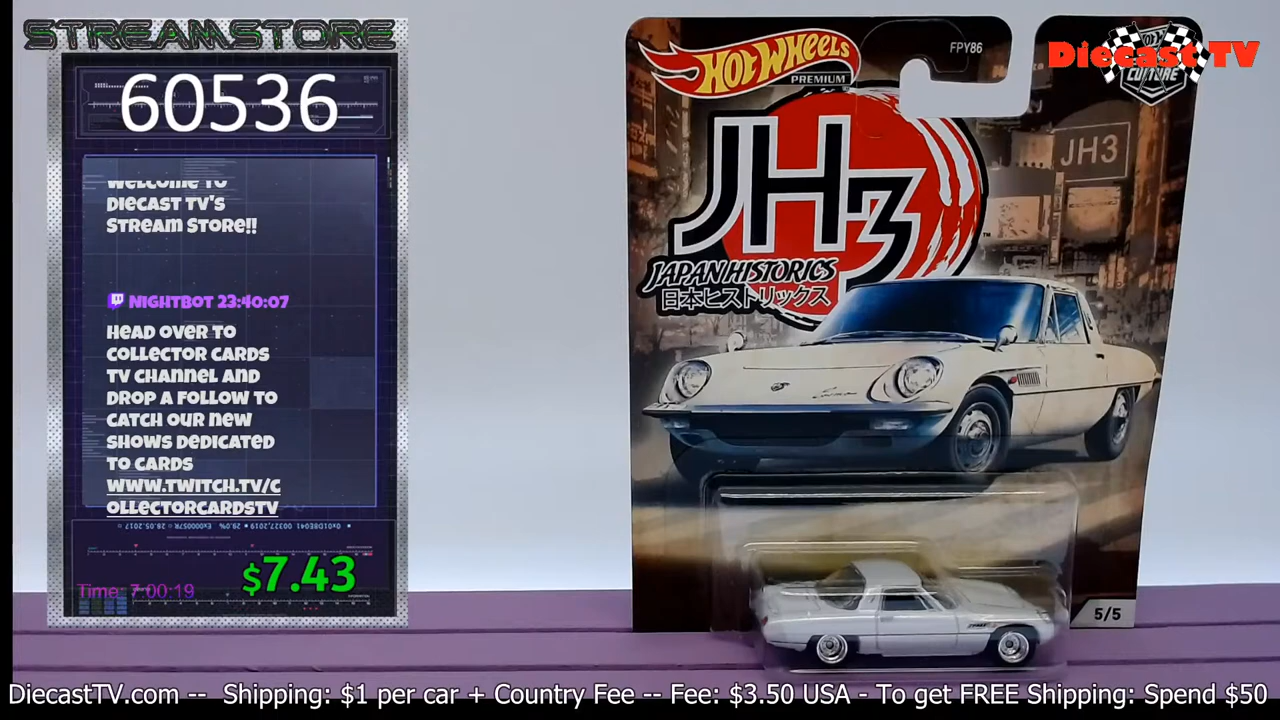 STREAMSTORE
60536
WELCOME TO
DIECAST TV'S
STREAM STORE!!
NIGHTBOT 23:40:07
HEAD OVER TO
COLLECTOR CARDS
TV CHANNEL AND
DROP A FOLLOW TO
CATCH OUR NEW
SHOWS DEDICATED
TO CARDS
WWW.TWITCH.TV/C
OLLECTORCARDSTV
$7.43
Time: 7:00:19
HOT WHEELS
PREMIUM
FPY86
Diecast TV
CULTURE
JH3
JH3
JAPAN HISTORICS
日本ヒストリックス
5/5
DiecastTV.com -- Shipping: $1 per car + Country Fee -- Fee: $3.50 USA - To get FREE Shipping: Spend $50